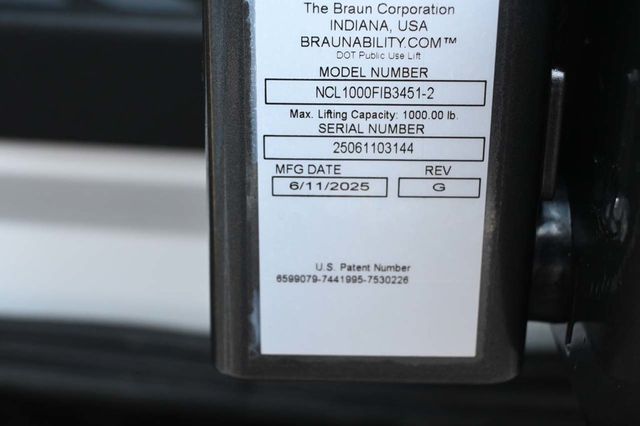 The Braun Corporation
INDIANA, USA
BRAUNABILITY.COM™
DOT Public Use Lift
MODEL NUMBER
NCL1000FIB3451-2
Max. Lifting Capacity: 1000.00 lb.
SERIAL NUMBER
25061103144
MFG DATE REV
6/11/2025 G
U.S. Patent Number
6599079-7441995-7530226